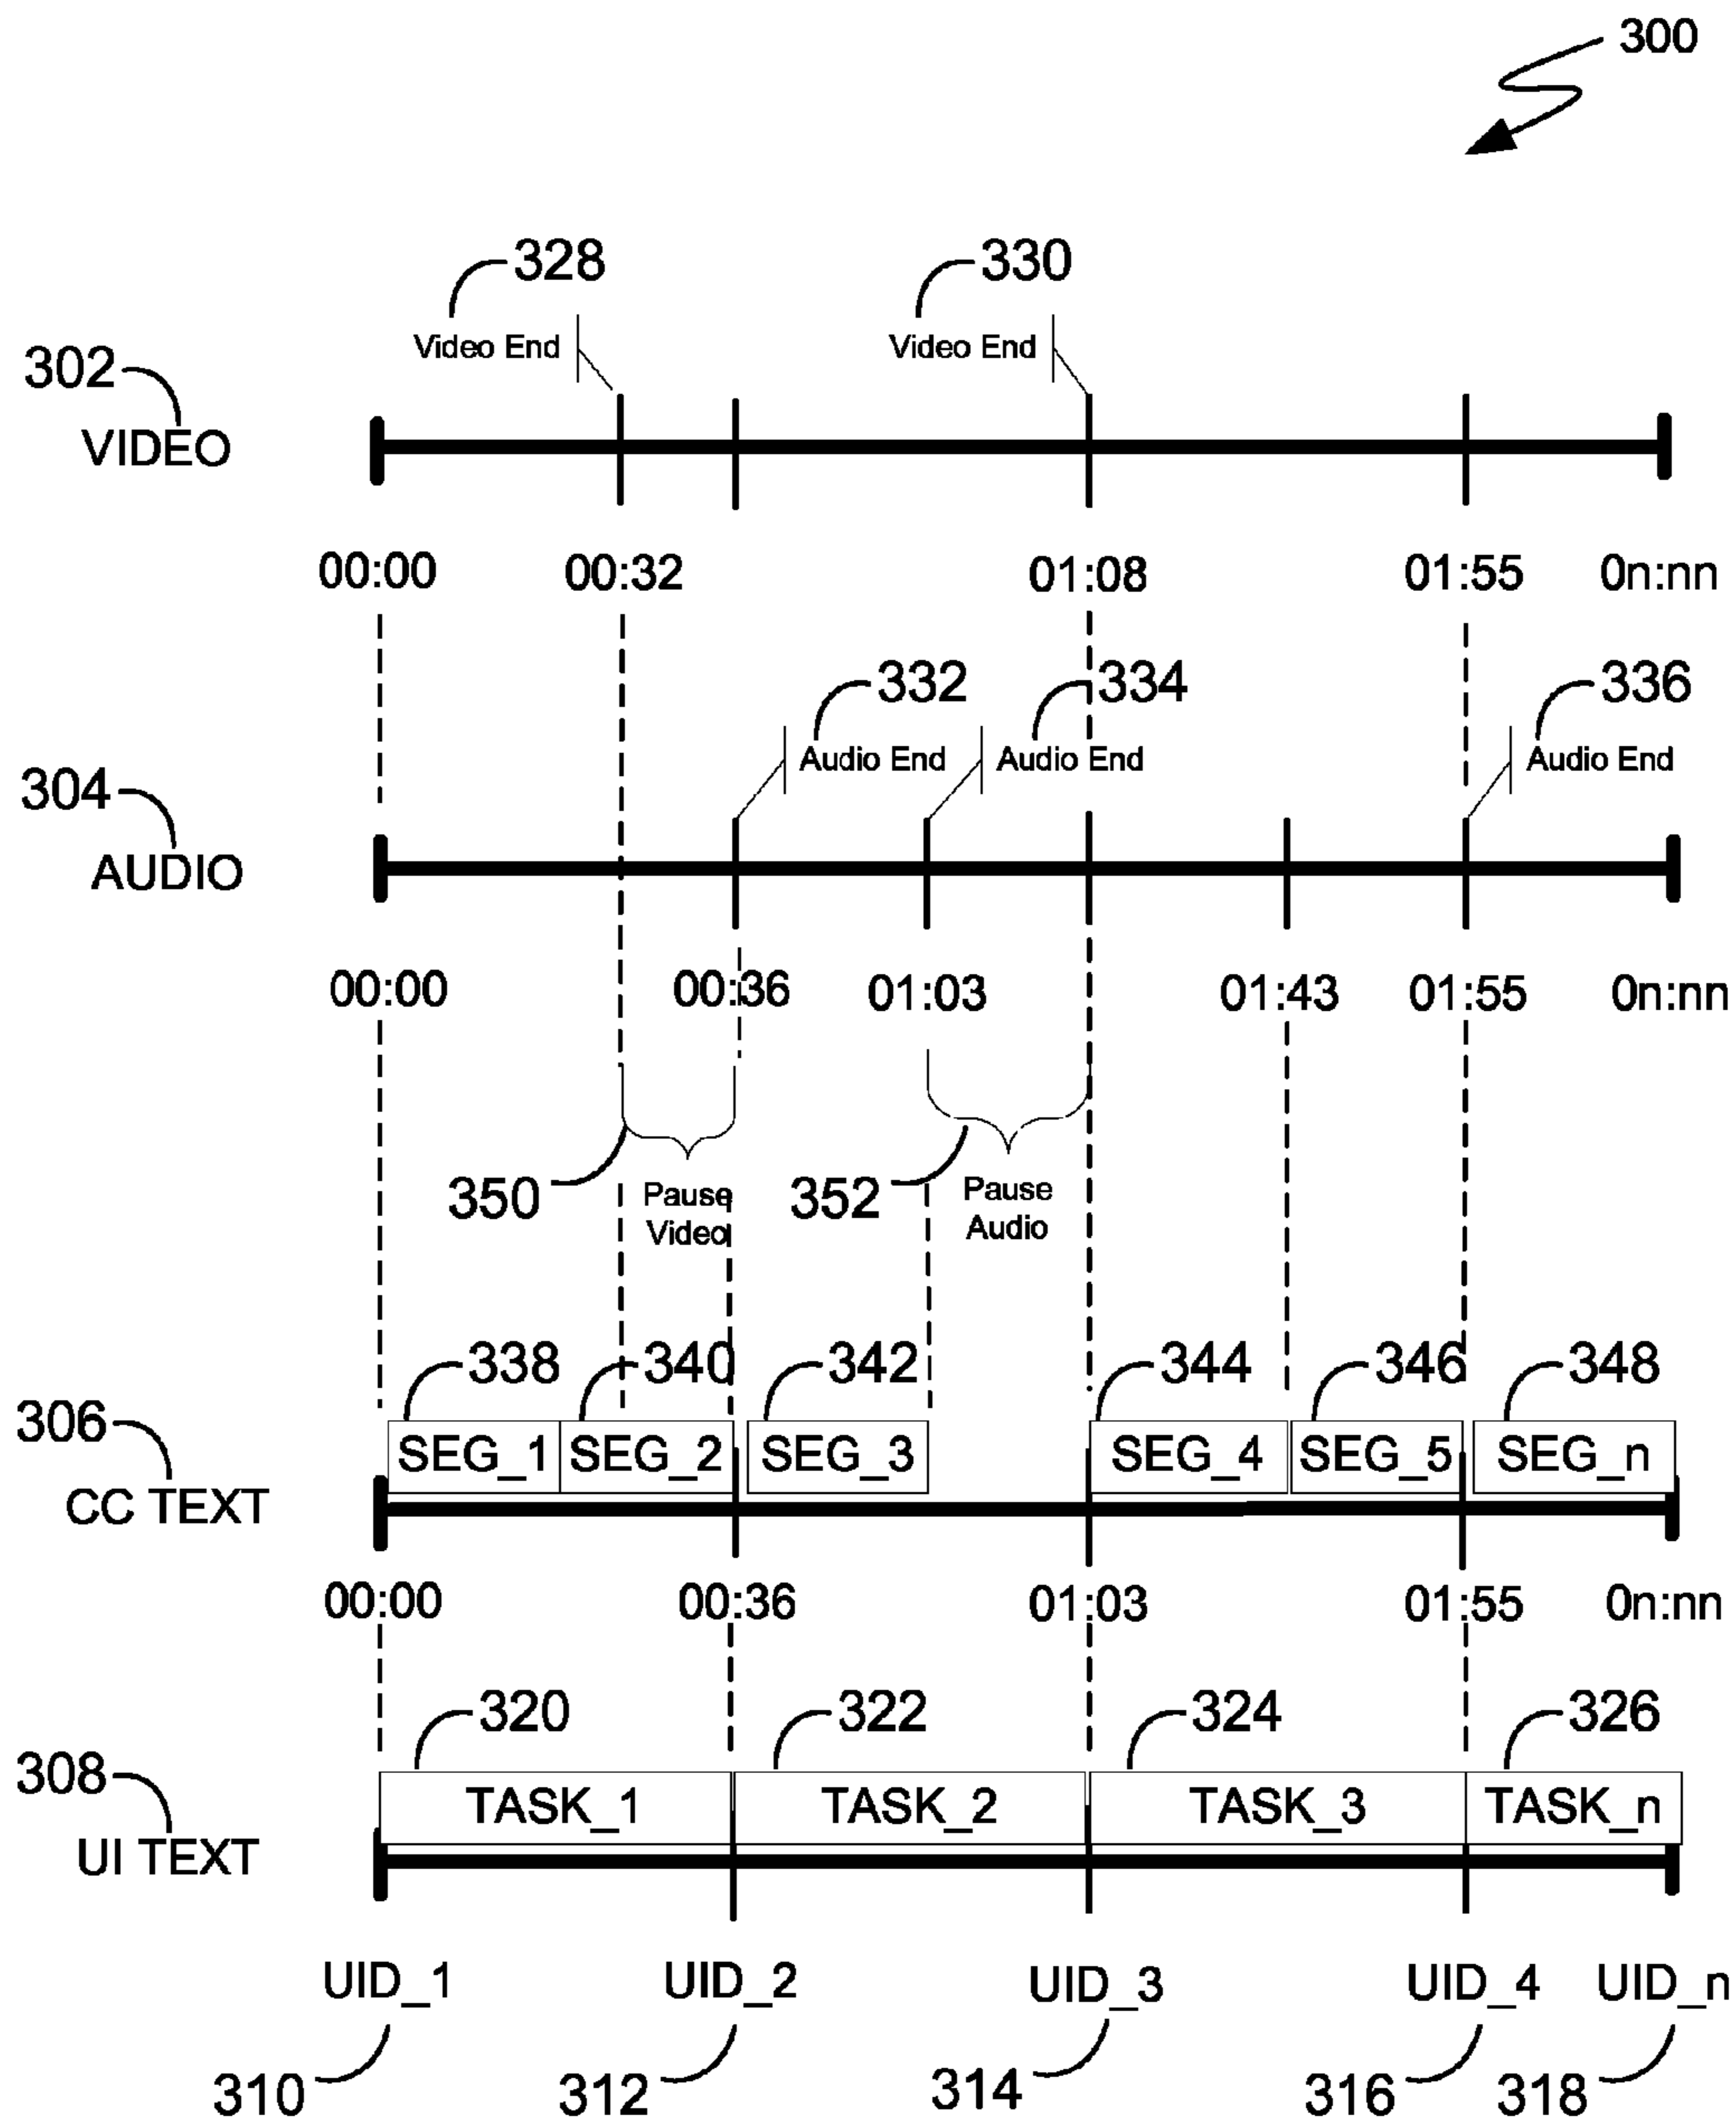 300
328 330
Video End Video End
302
VIDEO
00:00 00:32 01:08 01:55 0n:nn
332 334 336
Audio End Audio End Audio End
304
AUDIO
00:00 00:36 01:03 01:43 01:55 0n:nn
350 Pause Video 352 Pause Audio
338 340 342 344 346 348
306
SEG_1 SEG_2 SEG_3 SEG_4 SEG_5 SEG_n
CC TEXT
00:00 00:36 01:03 01:55 0n:nn
320 322 324 326
308
TASK_1 TASK_2 TASK_3 TASK_n
UI TEXT
UID_1 UID_2 UID_3 UID_4 UID_n
310 312 314 316 318